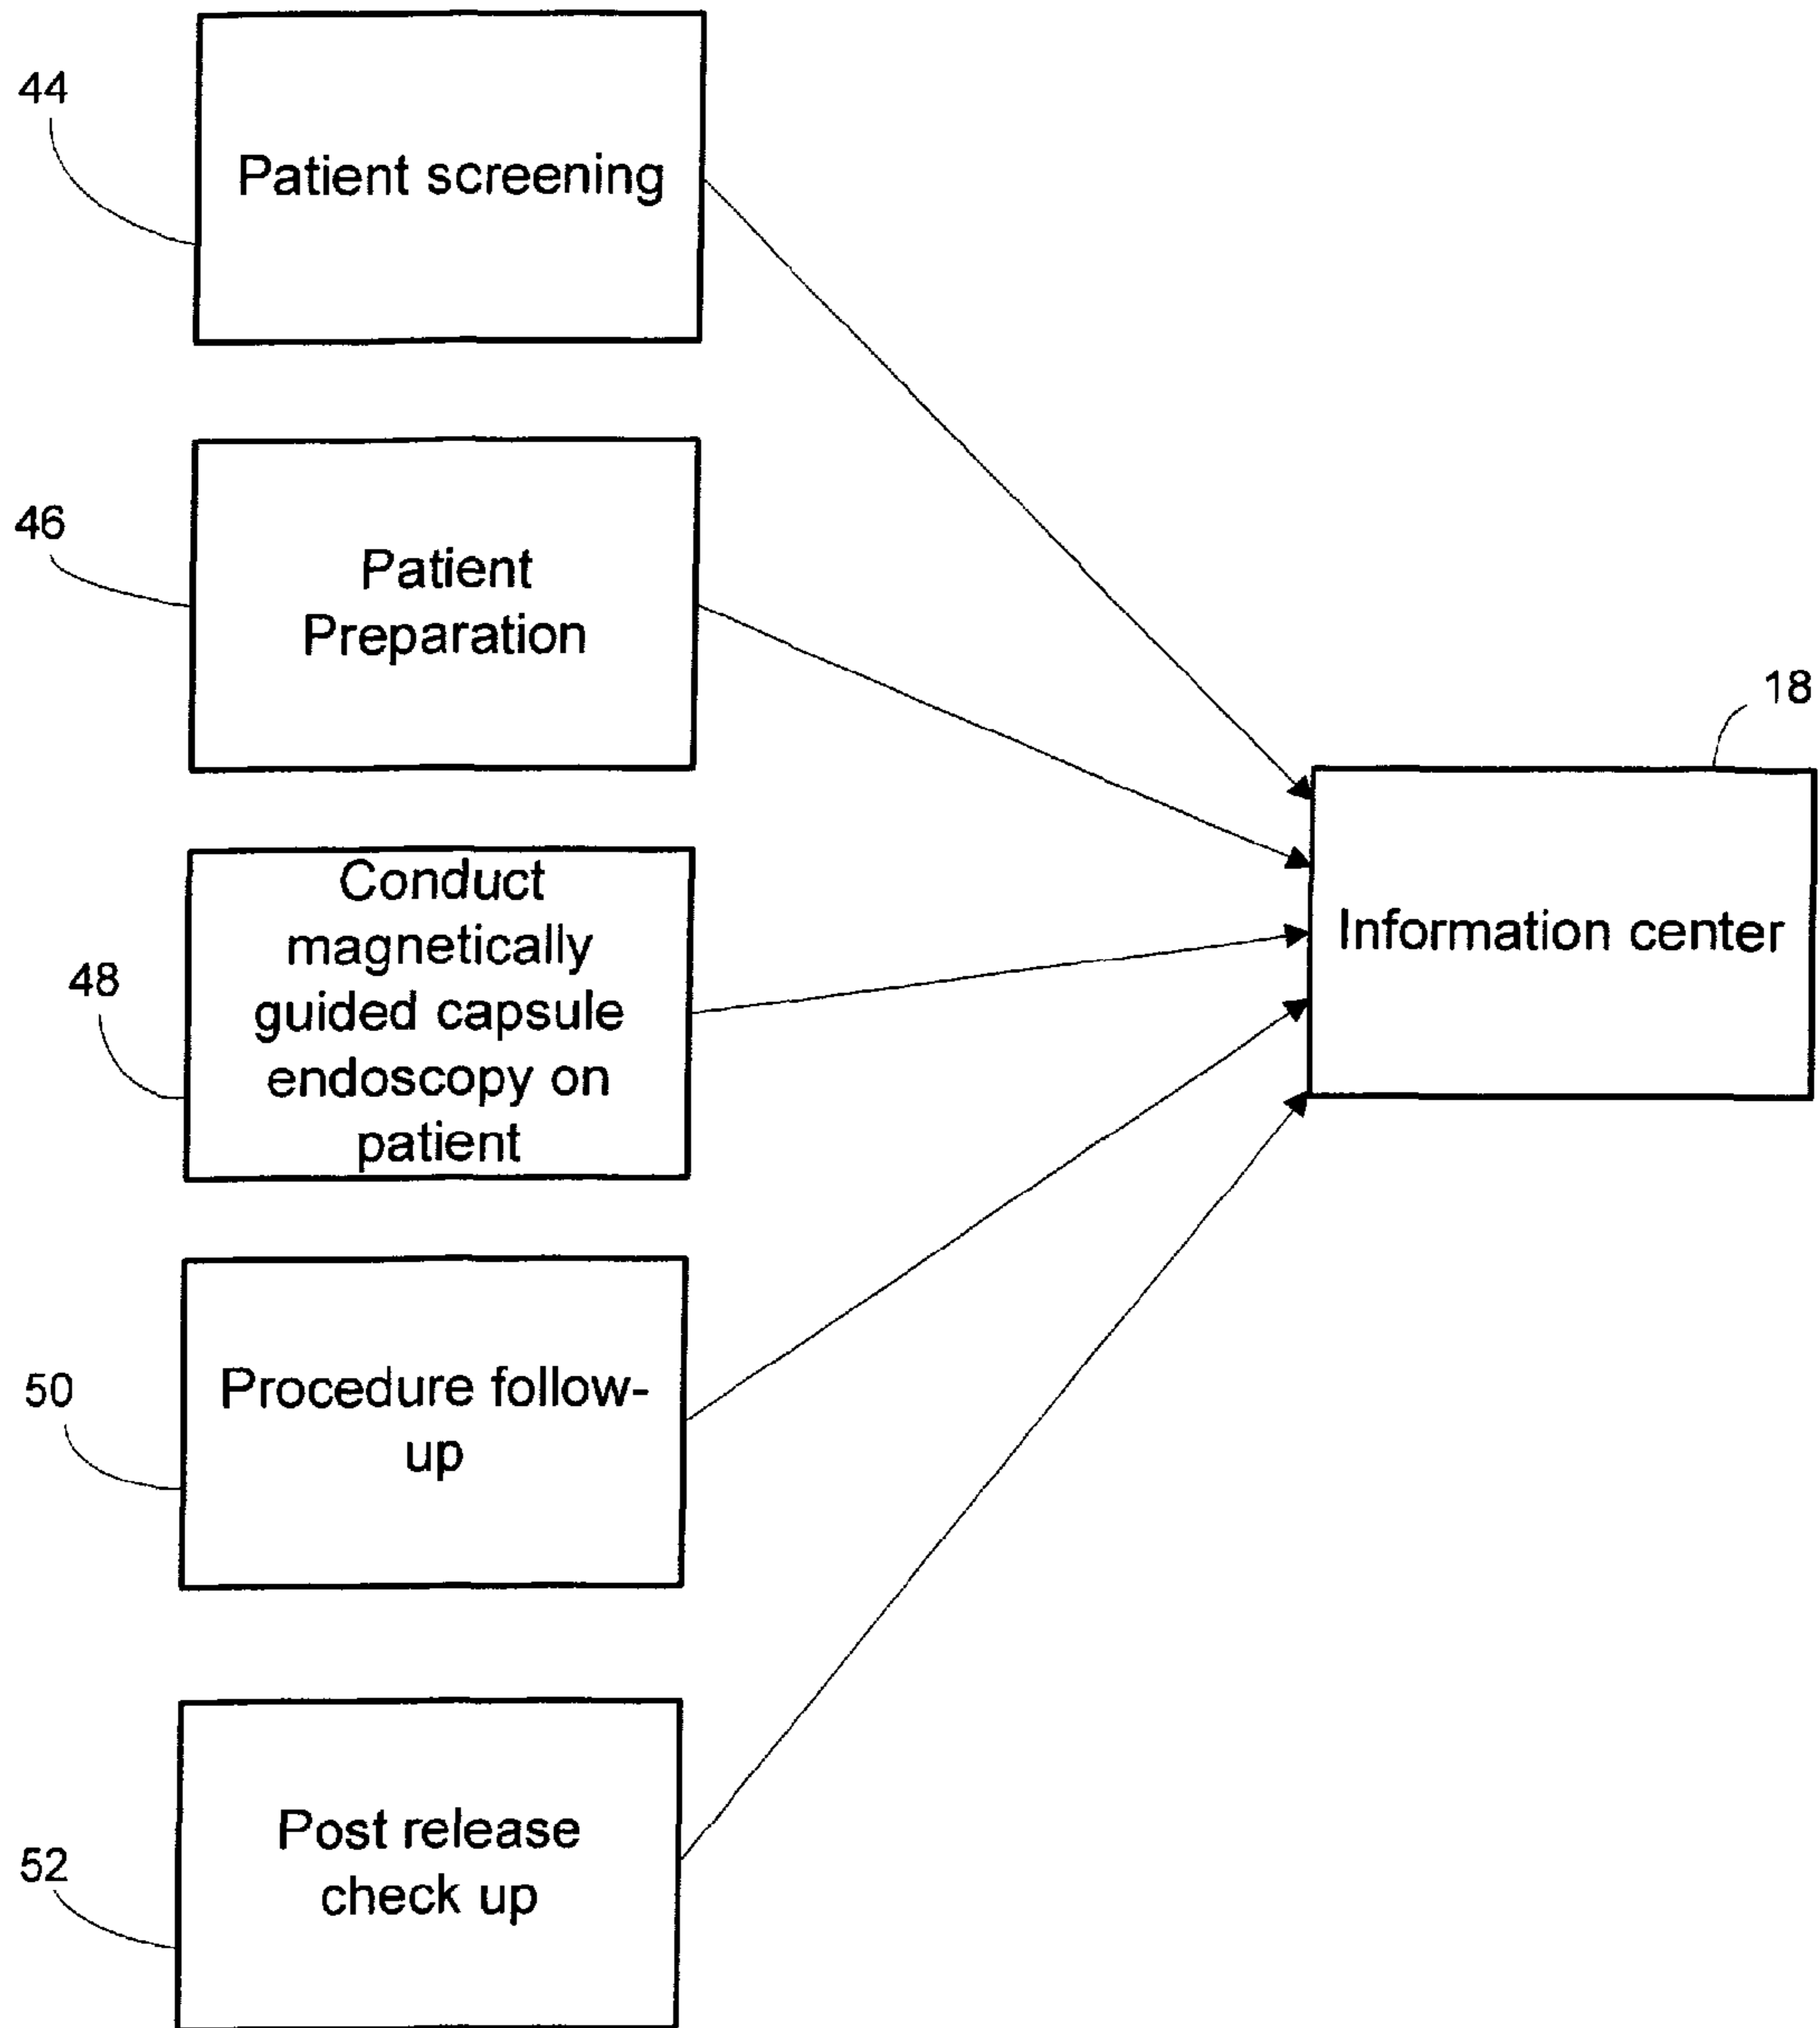 44
Patient screening
46
Patient
Preparation
18
Information center
Conduct
magnetically
guided capsule
endoscopy on
patient
48
Procedure follow-
up
50
Post release
check up
52